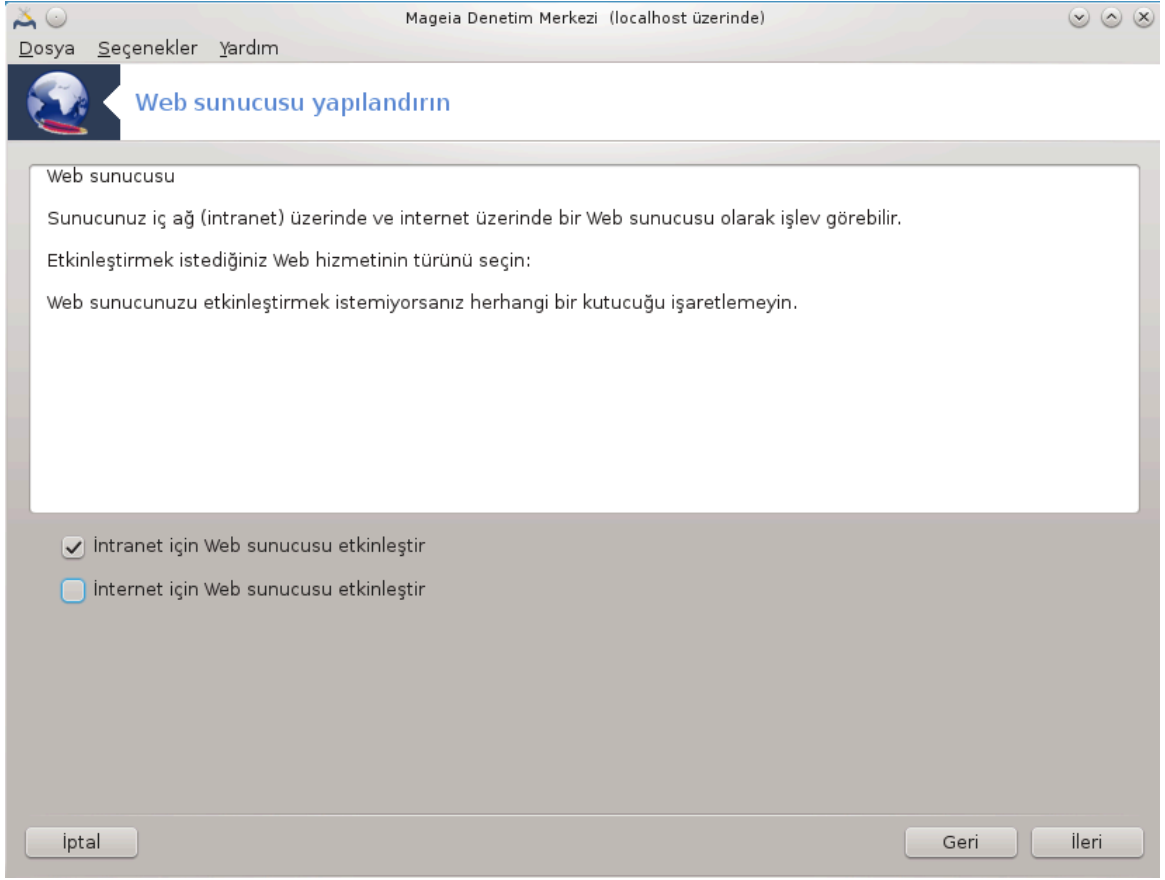 Mageia Denetim Merkezi (localhost üzerinde)
Dosya Seçenekler Yardım
Web sunucusu yapılandırın
Web sunucusu
Sunucunuz iç ağ (intranet) üzerinde ve internet üzerinde bir Web sunucusu olarak işlev görebilir.
Etkinleştirmek istediğiniz Web hizmetinin türünü seçin:
Web sunucunuzu etkinleştirmek istemiyorsanız herhangi bir kutucuğu işaretlemeyin.
İntranet için Web sunucusu etkinleştir
İnternet için Web sunucusu etkinleştir
İptal Geri İleri